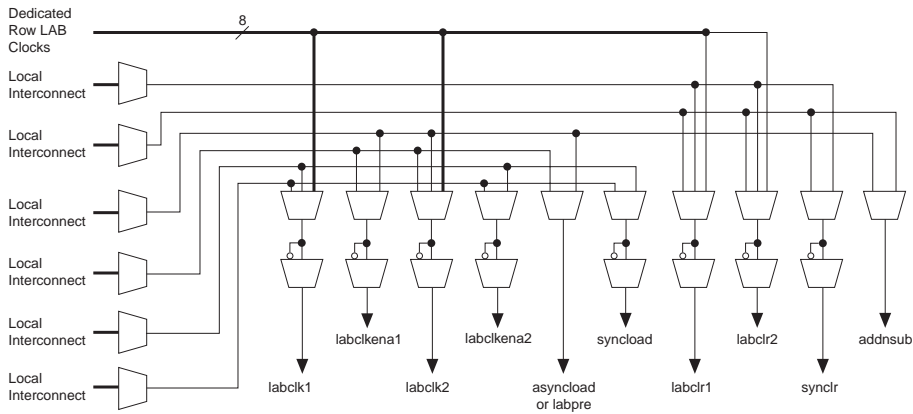 Dedicated
Row LAB
Clocks
8
Local
Interconnect
Local
Interconnect
Local
Interconnect
Local
Interconnect
Local
Interconnect
Local
Interconnect
labclkena1
labclkena2
syncload
labclr2
addnsub
labclk1
labclk2
asyncload
or labpre
labclr1
synclr